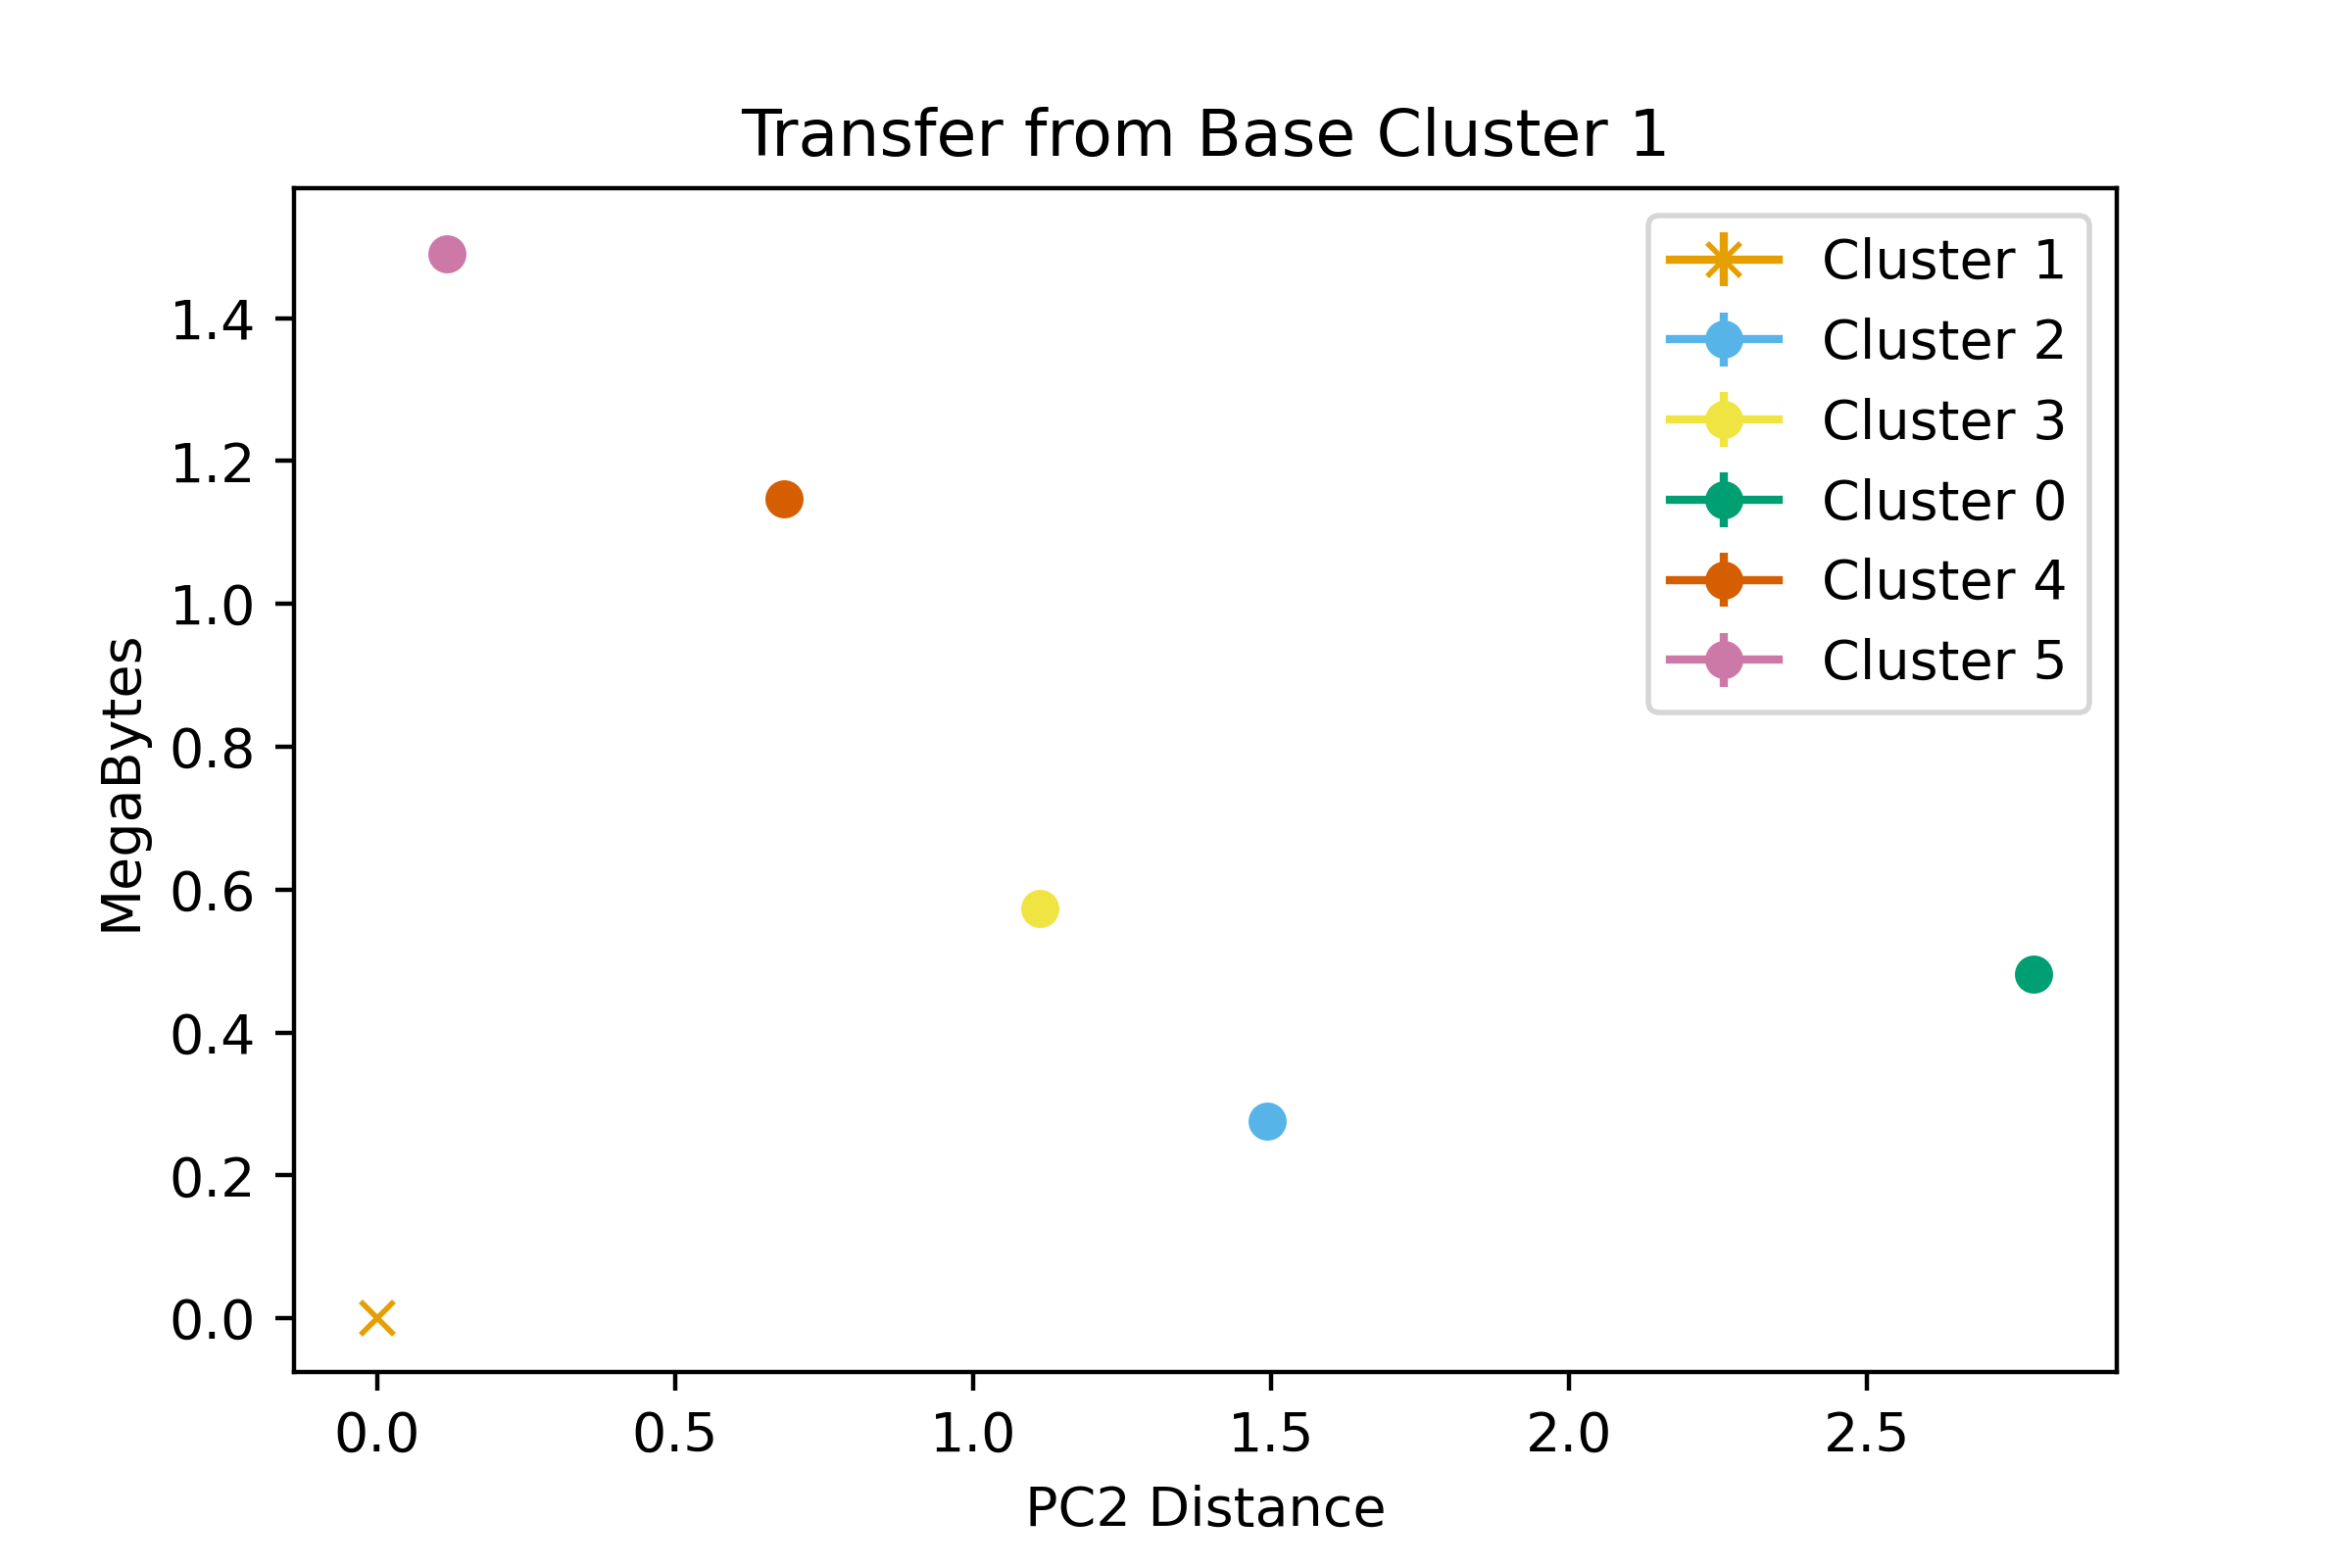 Transfer from Base Cluster 1
Cluster 1
Cluster 2
Cluster 3
Cluster 0
Cluster 4
Cluster 5
MegaBytes
1.4
1.2
1.0
0.8
0.6
0.4
0.2
0.0
0.0 0.5 1.0 1.5 2.0 2.5
PC2 Distance